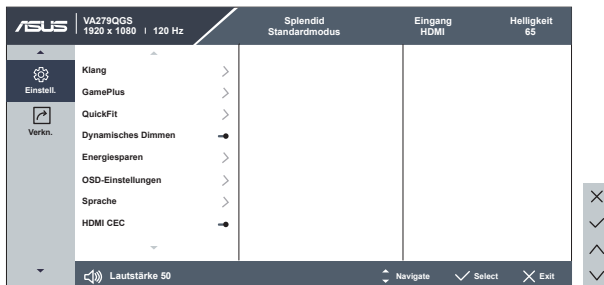 ASUS
VA279QGS
1920 x 1080 | 120 Hz
Splendid
Standardmodus
Eingang
HDMI
Helligkeit
65
Einstell.
Verkn.
Klang
GamePlus
QuickFit
Dynamisches Dimmen
Energiesparen
OSD-Einstellungen
Sprache
HDMI CEC
Lautstärke 50
Navigate
Select
Exit